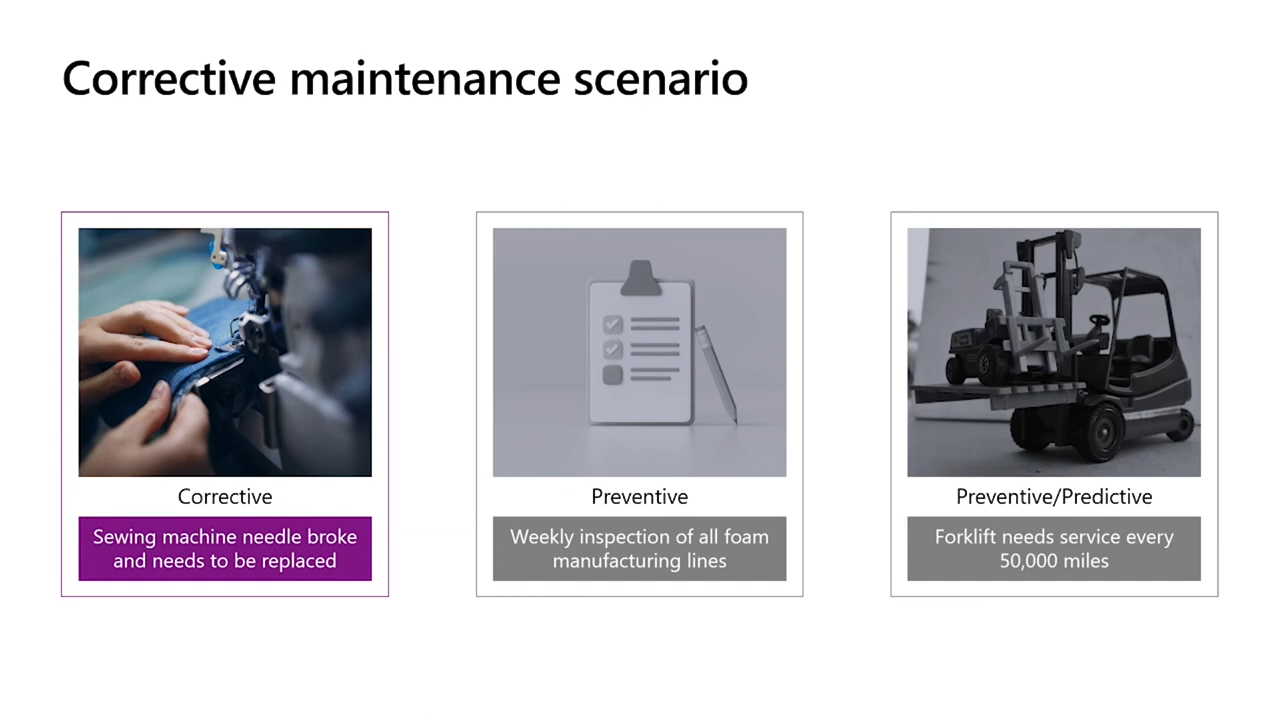 Corrective maintenance scenario
Corrective
Sewing machine needle broke
and needs to be replaced
Preventive
Weekly inspection of all foam
manufacturing lines
Preventive/Predictive
Forklift needs service every
50,000 miles